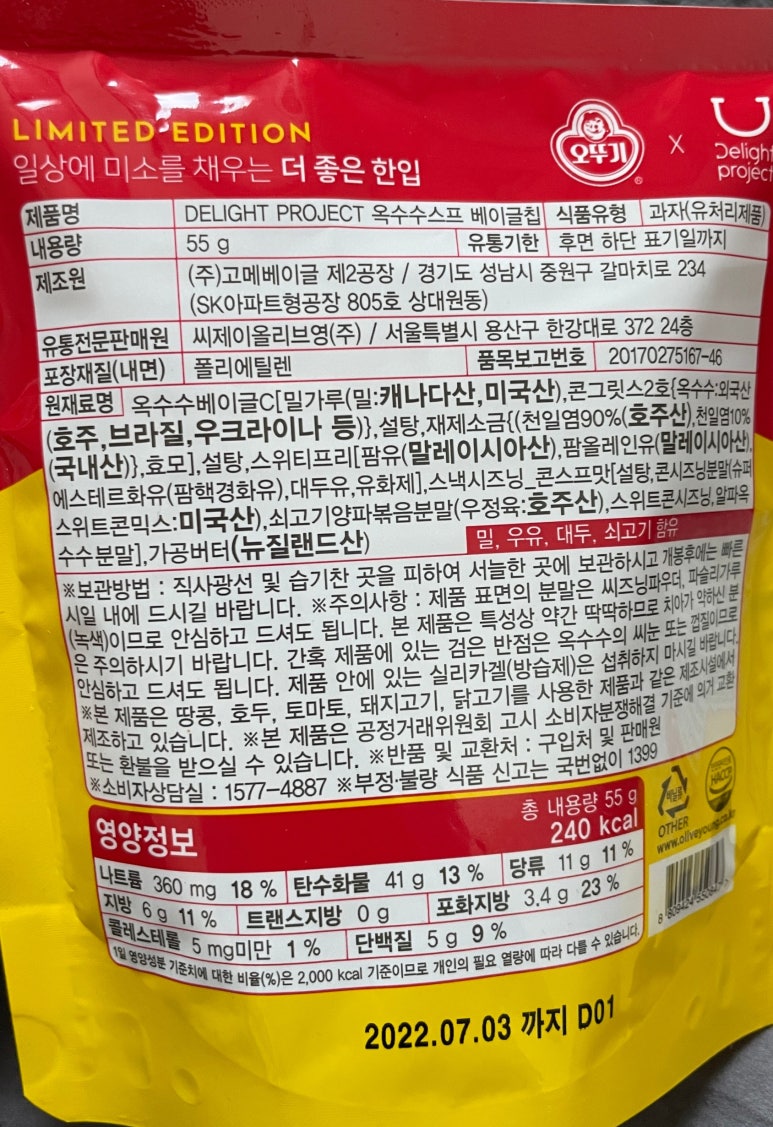 LIMITED EDITION
일상에 미소를 채우는 더 좋은 한입
오뚜기 ® X Delight project
제품명 DELIGHT PROJECT 옥수수스프 베이글칩 식품유형 과자(유처리제품)
내용량 55 g 유통기한 후면 하단 표기일까지
제조원 (주)고메베이글 제2공장 / 경기도 성남시 중원구 갈마치로 234
(SK아파트형공장 805호 상대원동)
유통전문판매원 씨제이올리브영(주) / 서울특별시 용산구 한강대로 372 24층
포장재질(내면) 폴리에틸렌 품목보고번호 20170275167-46
원재료명 옥수수베이글C[밀가루(밀:캐나다산,미국산),콘그릿스2호{옥수수:외국산
(호주,브라질,우크라이나 등)},설탕,재제소금{(천일염90%(호주산),천일염10%
(국내산)},효모],설탕,스위티프리[팜유(말레이시아산),팜올레인유(말레이시아산),
에스테르화유(팜핵경화유),대두유,유화제],스낵시즈닝_콘스프맛[설탕,콘시즈닝분말(슈퍼
스위트콘믹스:미국산),쇠고기양파볶음분말(우정육:호주산),스위트콘시즈닝,알파옥
수수분말],가공버터(뉴질랜드산)
밀, 우유, 대두, 쇠고기 함유
※보관방법 : 직사광선 및 습기찬 곳을 피하여 서늘한 곳에 보관하시고 개봉후에는 빠른
시일 내에 드시길 바랍니다. ※주의사항 : 제품 표면의 분말은 씨즈닝파우더, 파슬리가루
(녹색)이므로 안심하고 드셔도 됩니다. 본 제품은 특성상 약간 딱딱하므로 치아가 약하신 분
은 주의하시기 바랍니다. 간혹 제품에 있는 검은 반점은 옥수수의 씨눈 또는 껍질이므로
안심하고 드셔도 됩니다. 제품 안에 있는 실리카겔(방습제)은 섭취하지 마시길 바랍니다.
※본 제품은 땅콩, 호두, 토마토, 돼지고기, 닭고기를 사용한 제품과 같은 제조시설에서
제조하고 있습니다. ※본 제품은 공정거래위원회 고시 소비자분쟁해결 기준에 의거 교환
또는 환불을 받으실 수 있습니다. ※반품 및 교환처 : 구입처 및 판매원
※소비자상담실 : 1577-4887 ※부정·불량 식품 신고는 국번없이 1399
영양정보 총 내용량 55 g
240 kcal
나트륨 360 mg 18 % 탄수화물 41 g 13 % 당류 11 g 11 %
지방 6 g 11 % 트랜스지방 0 g 포화지방 3.4 g 23 %
콜레스테롤 5 mg미만 1 % 단백질 5 g 9 %
1일 영양성분 기준치에 대한 비율(%)은 2,000 kcal 기준이므로 개인의 필요 열량에 따라 다를 수 있습니다.
비닐류
OTHER
HACCP
www.oliveyoung.co.kr
2022.07.03 까지 D01